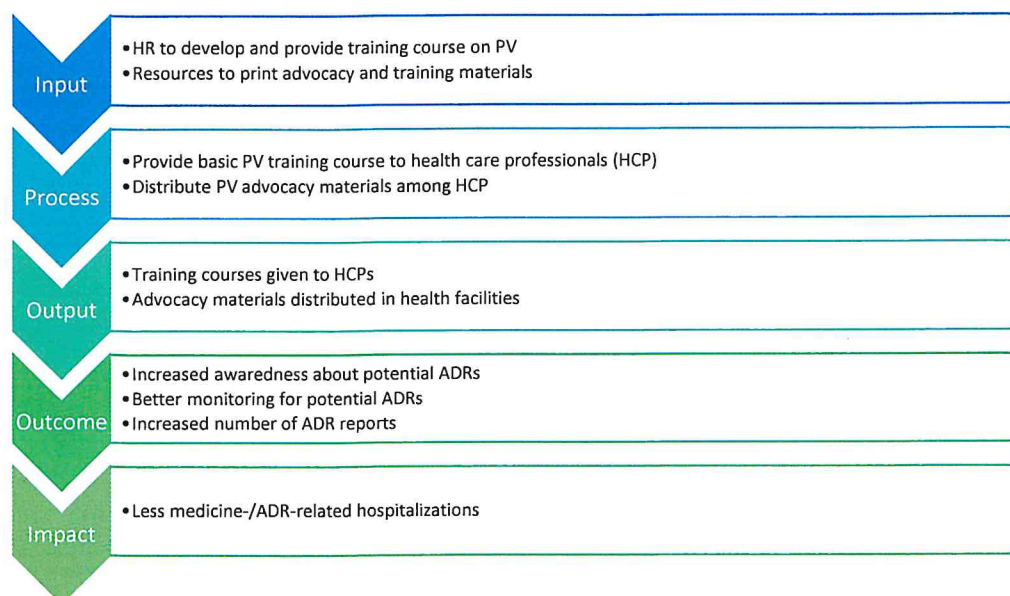 Input
• HR to develop and provide training course on PV
• Resources to print advocacy and training materials
Process
• Provide basic PV training course to health care professionals (HCP)
• Distribute PV advocacy materials among HCP
Output
• Training courses given to HCPs
• Advocacy materials distributed in health facilities
Outcome
• Increased awaredness about potential ADRs
• Better monitoring for potential ADRs
• Increased number of ADR reports
Impact
• Less medicine-/ADR-related hospitalizations